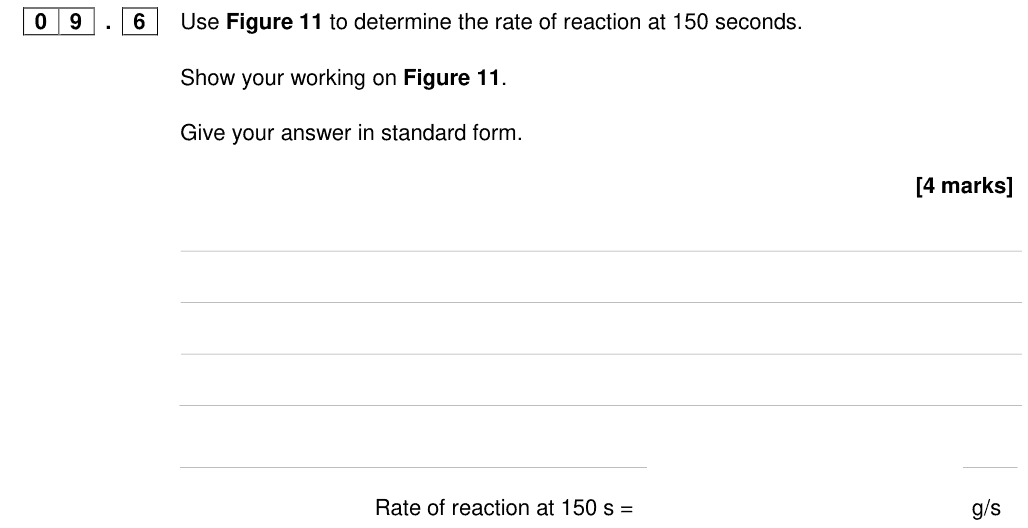 0 9 . 6 Use Figure 11 to determine the rate of reaction at 150 seconds.
Show your working on Figure 11.
Give your answer in standard form.
[4 marks]
Rate of reaction at 150 s = g/s